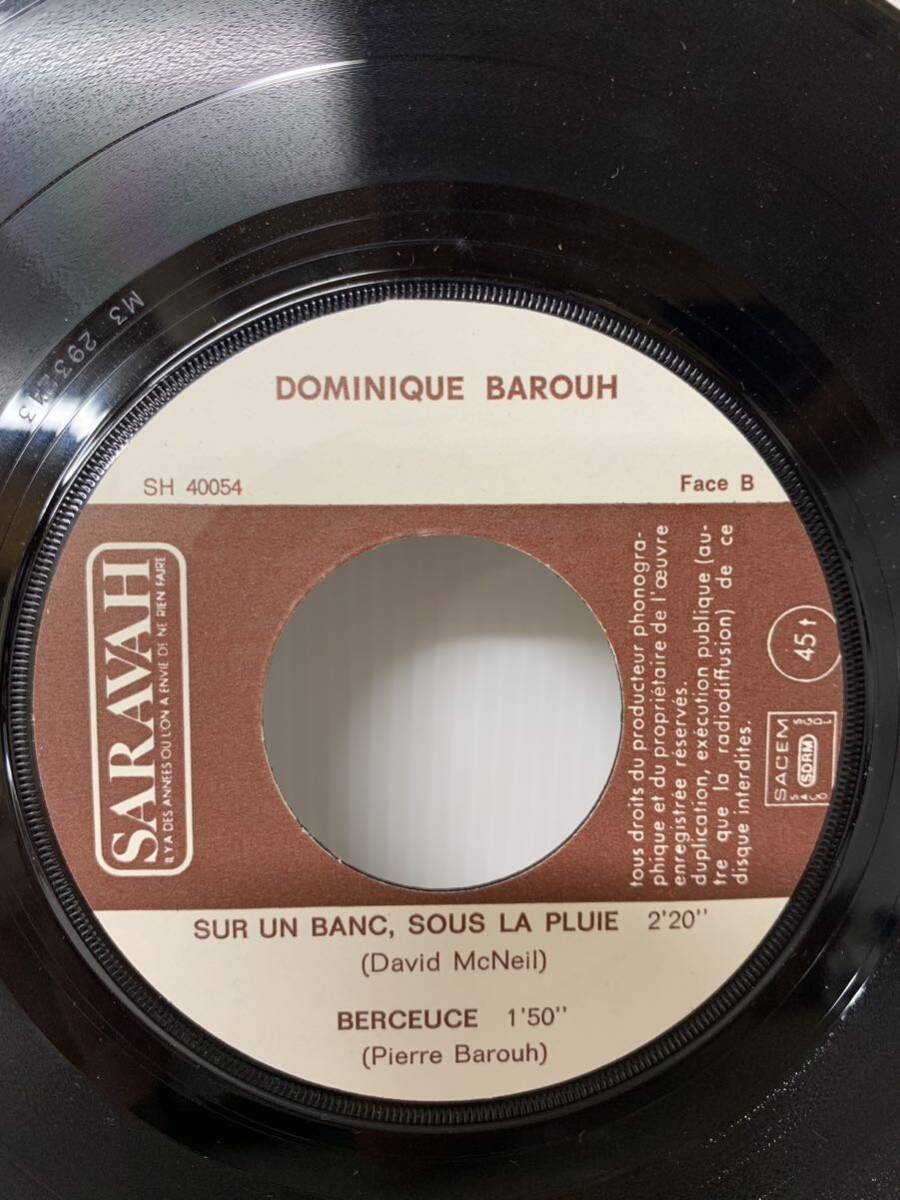 M3 293243
DOMINIQUE BAROUH
SH 40054
Face B
SARAVAH
IL Y A DES ANNEES OU L'ON A ENVIE DE NE RIEN FAIRE
tous droits du producteur phonogra-
phique et du propriétaire de l'œuvre
enregistrée réservés.
duplication, exécution publique (au-
tre que la radiodiffusion) de ce
disque interdites.
45 t
SACEM
SDRM
SUR UN BANC, SOUS LA PLUIE 2'20''
(David McNeil)
BERCEUCE 1'50''
(Pierre Barouh)